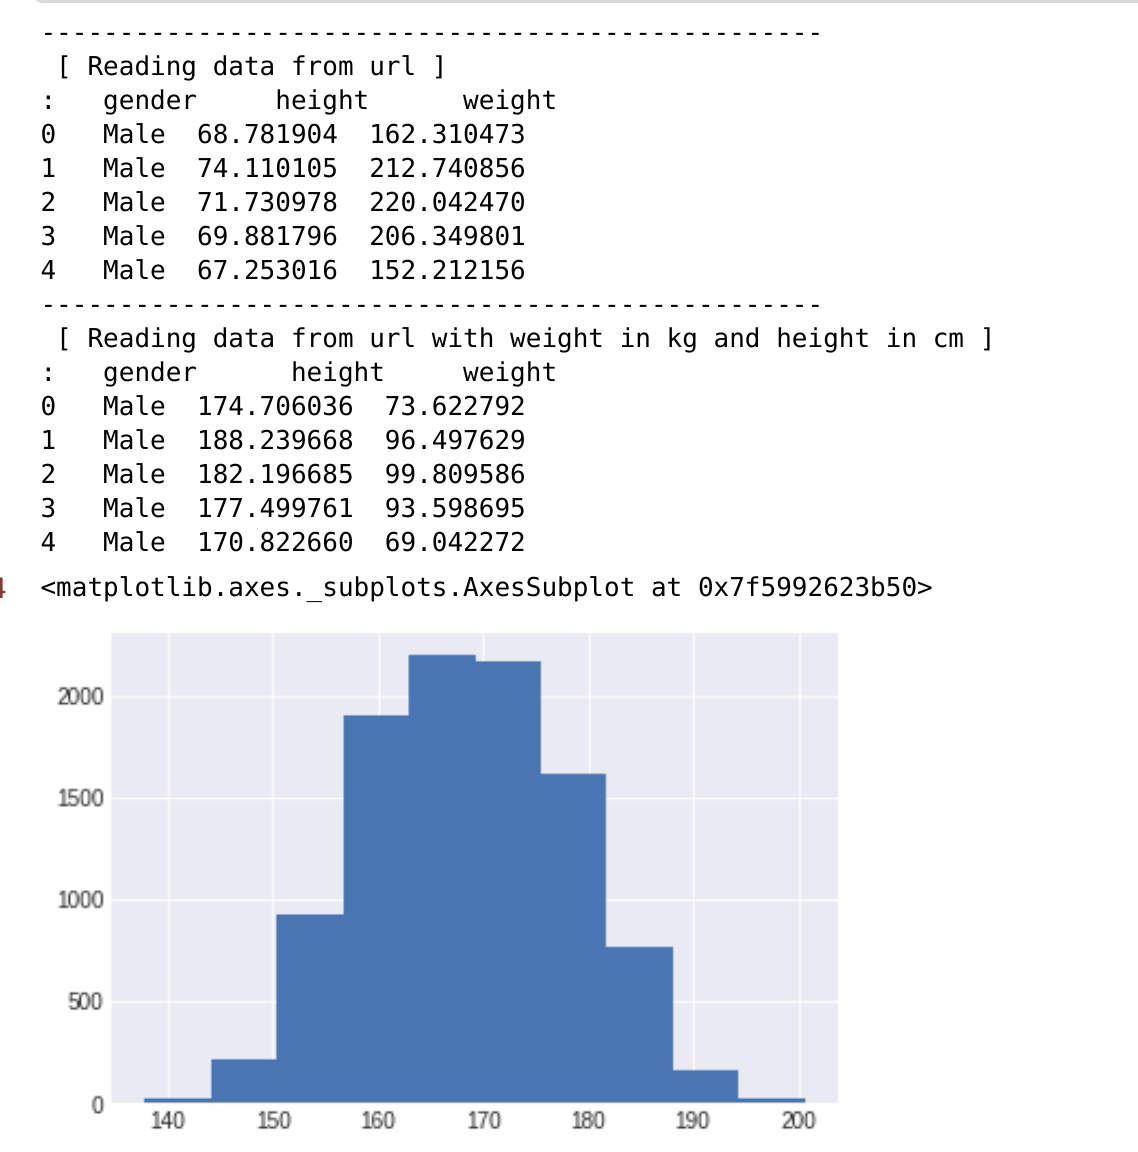 --------------------------------------------------
[ Reading data from url ]
:   gender     height      weight
0   Male  68.781904  162.310473
1   Male  74.110105  212.740856
2   Male  71.730978  220.042470
3   Male  69.881796  206.349801
4   Male  67.253016  152.212156
--------------------------------------------------
[ Reading data from url with weight in kg and height in cm ]
:   gender      height     weight
0   Male  174.706036  73.622792
1   Male  188.239668  96.497629
2   Male  182.196685  99.809586
3   Male  177.499761  93.598695
4   Male  170.822660  69.042272
<matplotlib.axes._subplots.AxesSubplot at 0x7f5992623b50>
2000
1500
1000
500
0
140 150 160 170 180 190 200